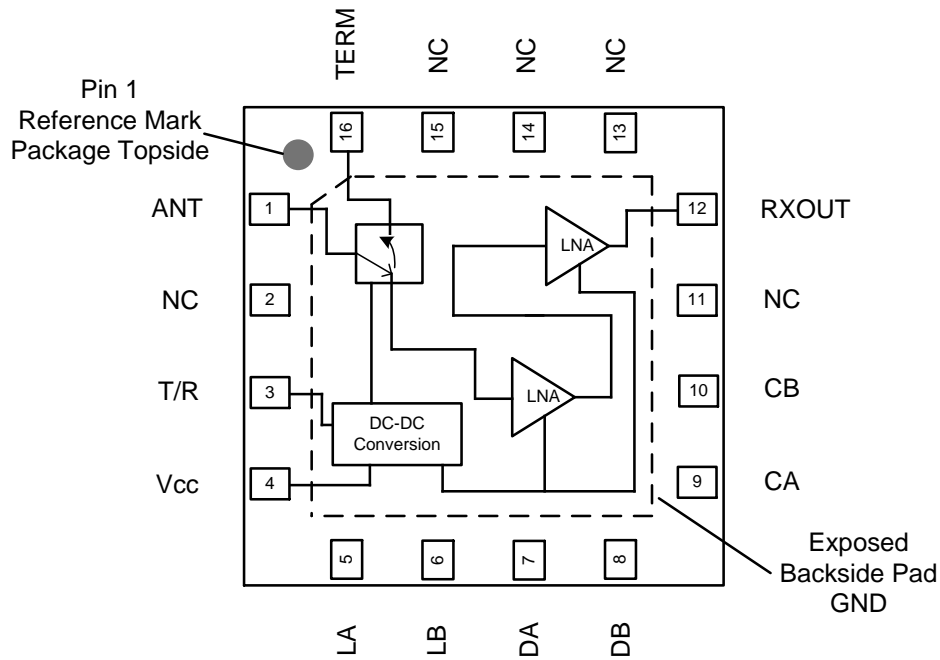 TERM
NC
NC
NC
Pin 1
Reference Mark
Package Topside
16
15
14
13
ANT
1
12
RXOUT
LNA
NC
2
11
NC
T/R
3
LNA
10
CB
DC-DC
Conversion
Vcc
4
9
CA
5
6
7
8
Exposed
Backside Pad
GND
LA
LB
DA
DB